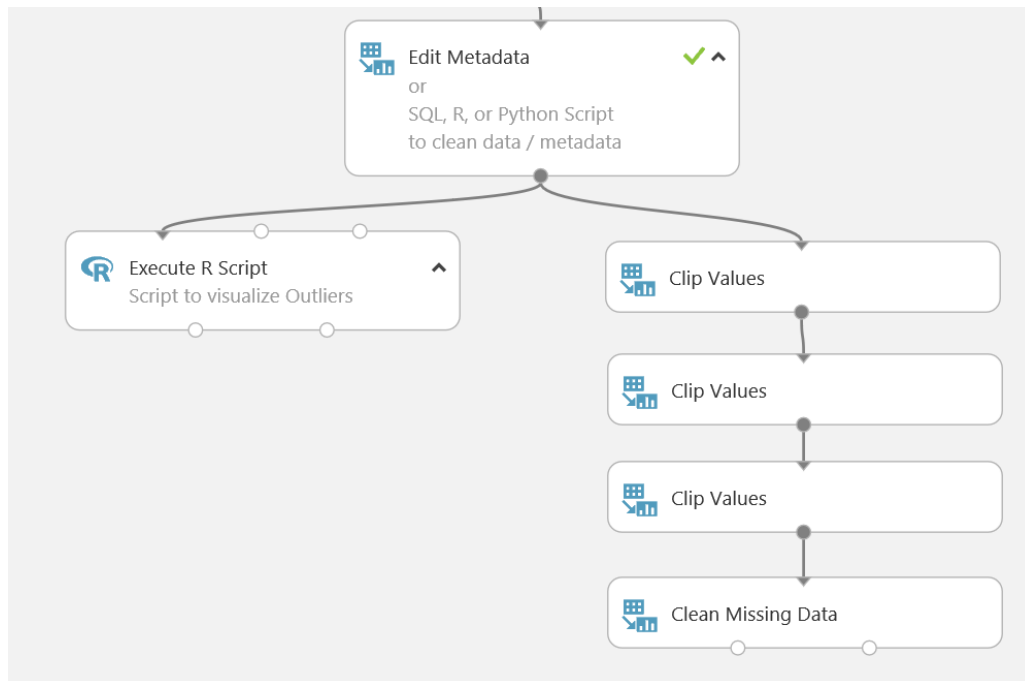 Edit Metadata
or
SQL, R, or Python Script
to clean data / metadata
R Execute R Script
Script to visualize Outliers
Clip Values
Clip Values
Clip Values
Clean Missing Data